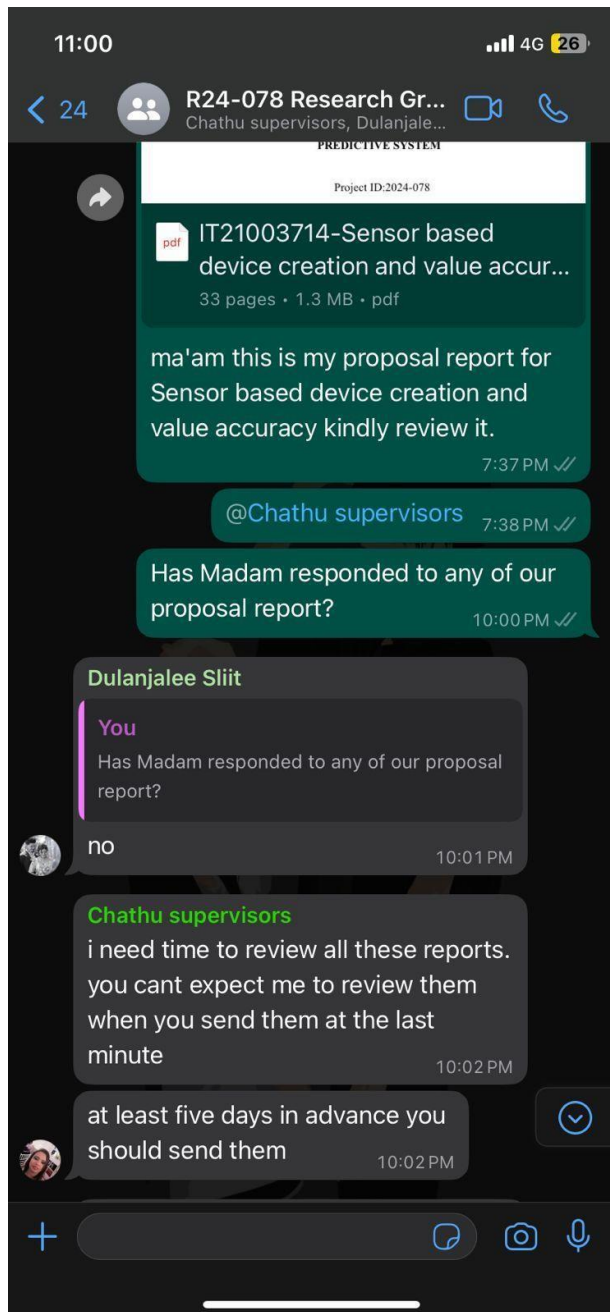 11:00
4G 26
24
R24-078 Research Gr...
Chathu supervisors, Dulanjale...
PREDICTIVE SYSTEM
Project ID:2024-078
pdf
IT21003714-Sensor based
device creation and value accur...
33 pages • 1.3 MB • pdf
ma'am this is my proposal report for
Sensor based device creation and
value accuracy kindly review it.
7:37 PM
@Chathu supervisors 7:38 PM
Has Madam responded to any of our
proposal report?
10:00 PM
Dulanjalee Sliit
You
Has Madam responded to any of our proposal
report?
no
10:01 PM
Chathu supervisors
i need time to review all these reports.
you cant expect me to review them
when you send them at the last
minute
10:02 PM
at least five days in advance you
should send them
10:02 PM